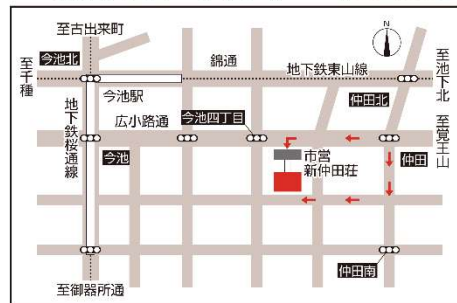 至古出来町
N
今池北
錦通
地下鉄東山線
至千種
至池下北
今池駅
仲田北
地下鉄桜通線
広小路通
今池四丁目
至覚王山
今池
市営
新仲田荘
仲田
仲田南
至御器所通